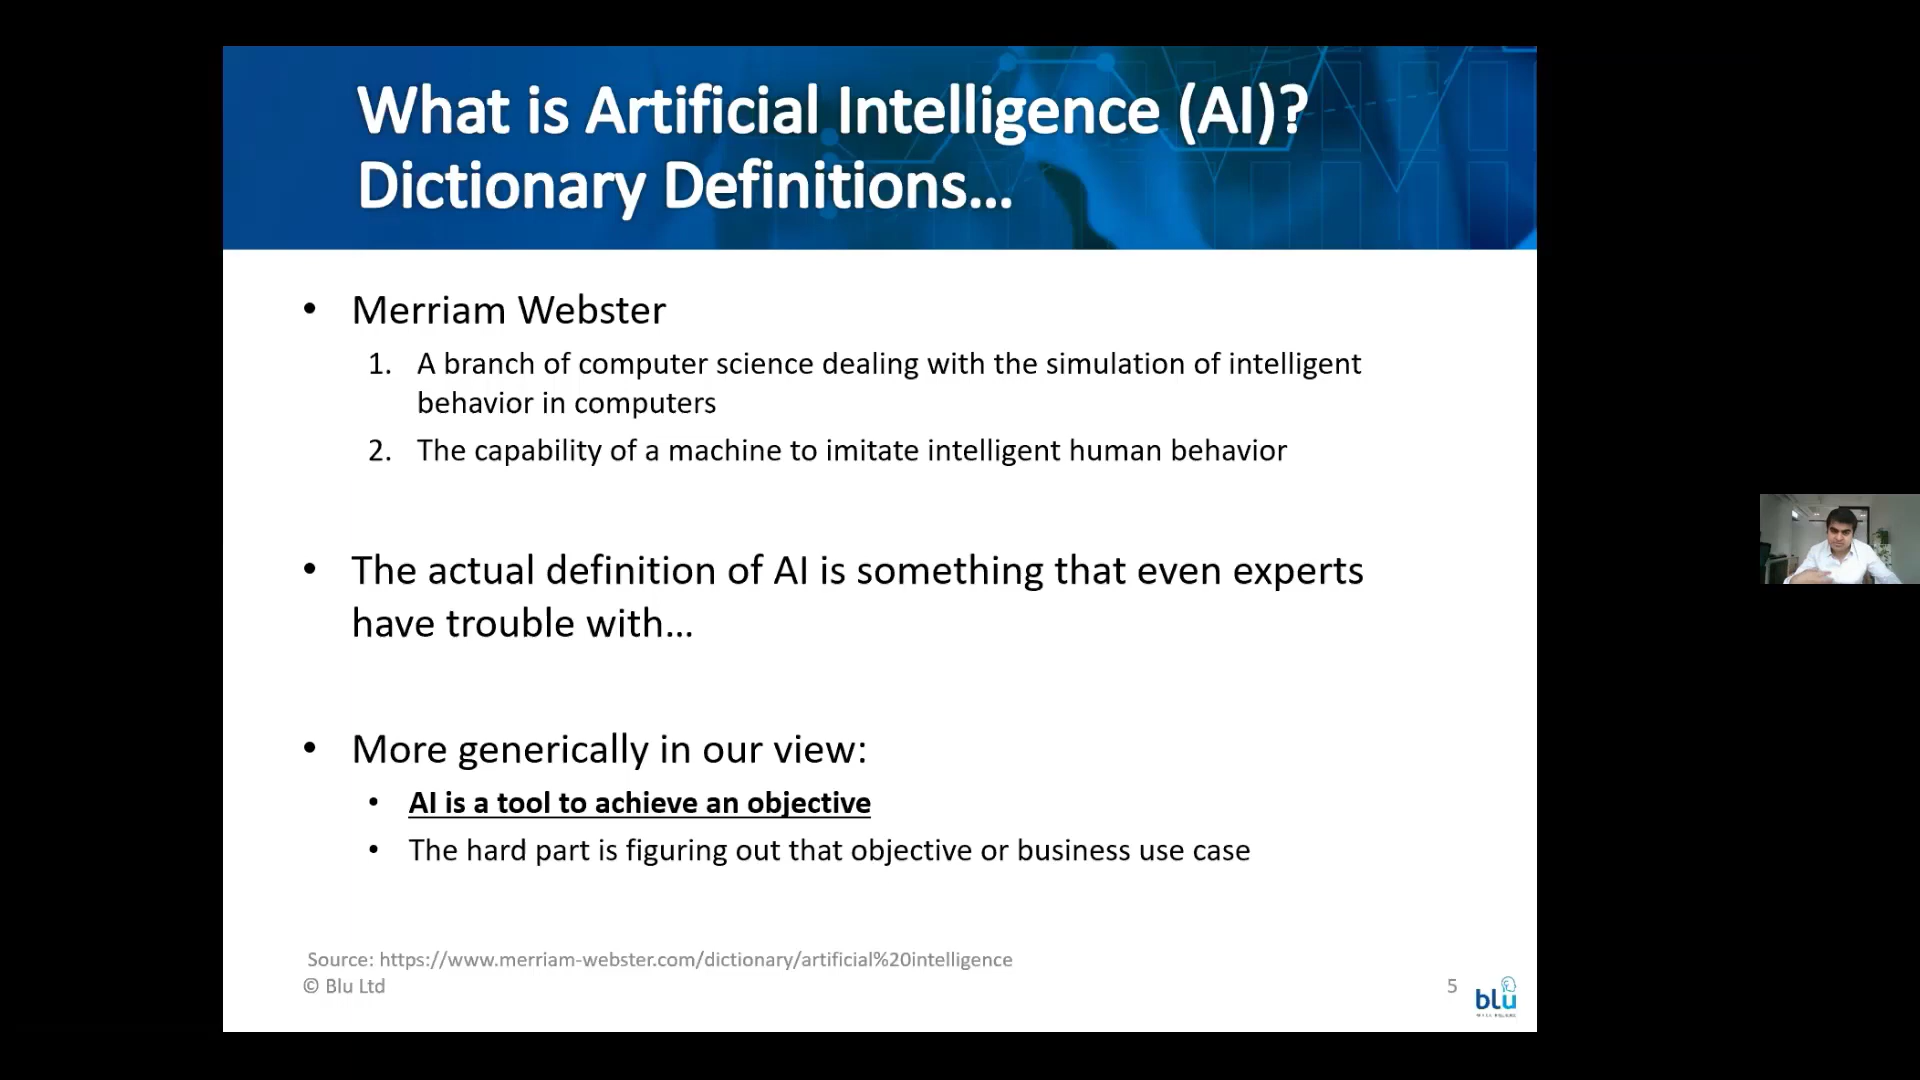 What is Artificial Intelligence (AI)?
Dictionary Definitions...
• Merriam Webster
1. A branch of computer science dealing with the simulation of intelligent
behavior in computers
2. The capability of a machine to imitate intelligent human behavior
• The actual definition of AI is something that even experts
have trouble with...
• More generically in our view:
• AI is a tool to achieve an objective
• The hard part is figuring out that objective or business use case
Source: https://www.merriam-webster.com/dictionary/artificial%20intelligence
© Blu Ltd
5
blu